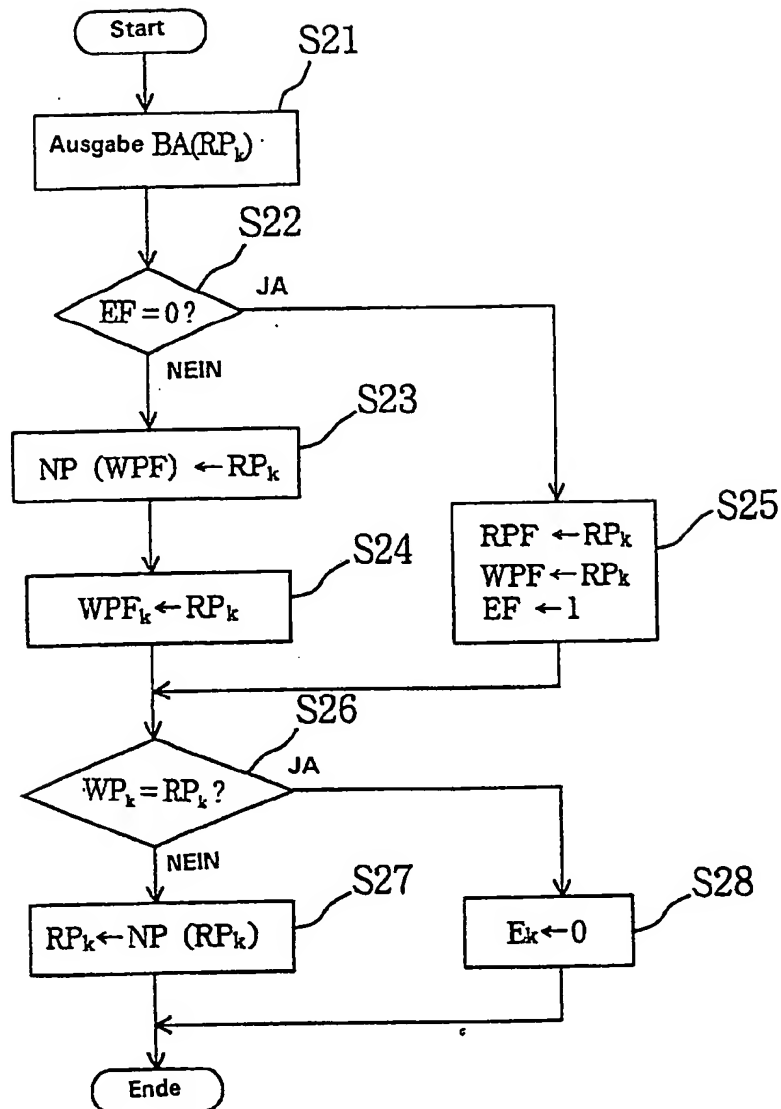 Start
S21
Ausgabe BA(RPk)
S22
EF=0?
JA
NEIN
S23
NP (WPF) ←RPk
S25
RPF ←RPk
WPF←RPk
EF ←1
S24
WPFk←RPk
S26
WPk=RPk?
JA
NEIN
S27
RPk←NP (RPk)
S28
Ek←0
Ende